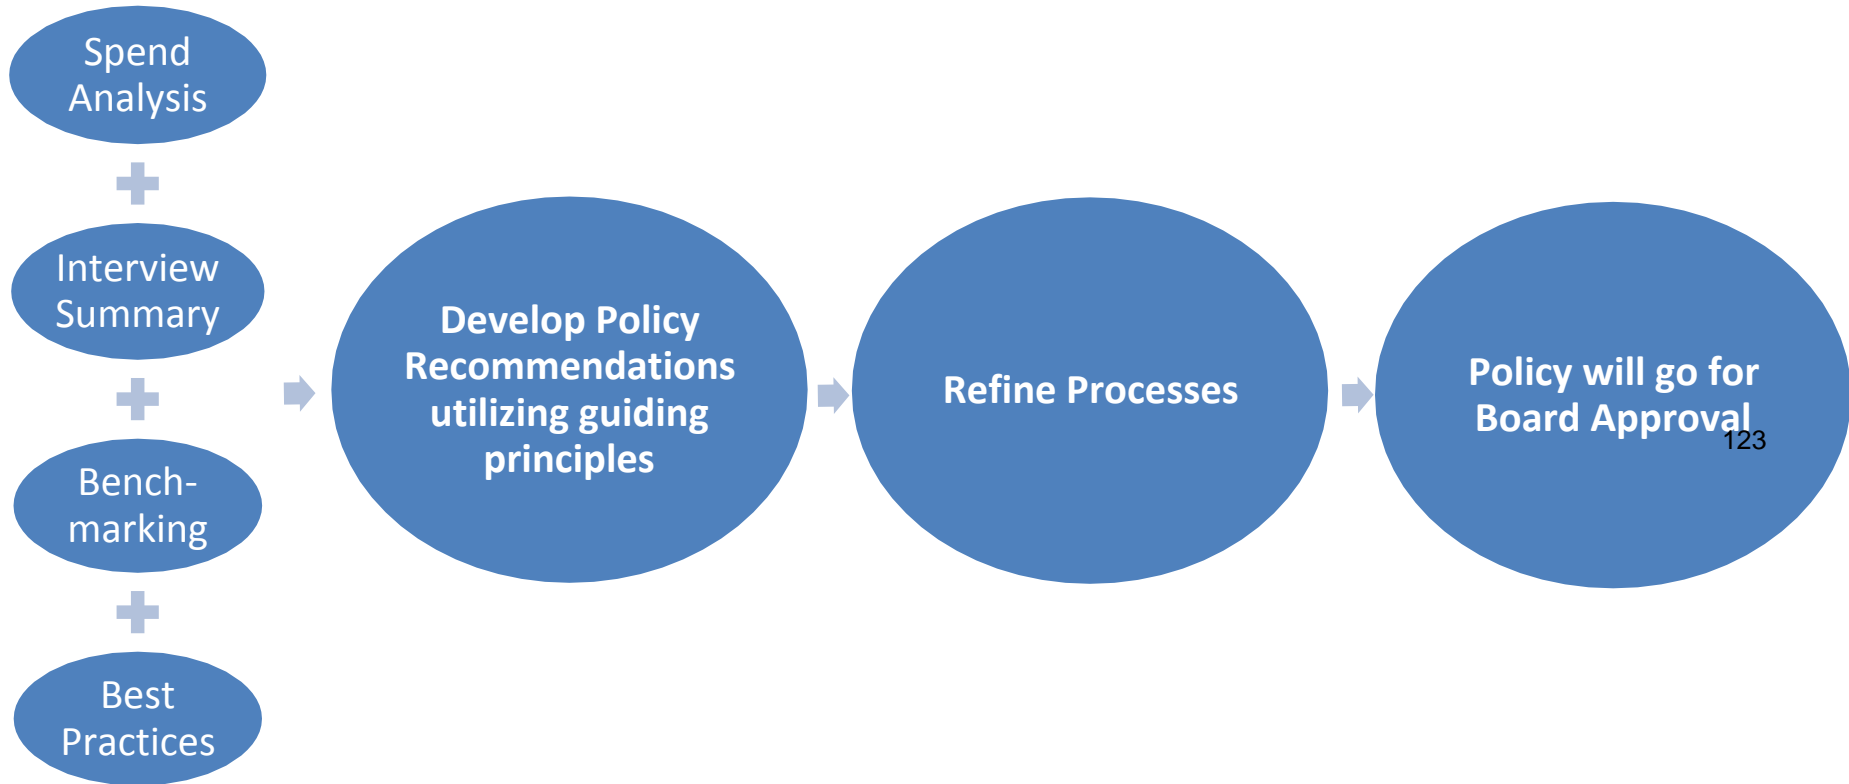 Spend
Analysis
Interview
Summary
Bench-
marking
Best
Practices
Develop Policy
Recommendations
utilizing guiding
principles
Refine Processes
Policy will go for
Board Approval
123